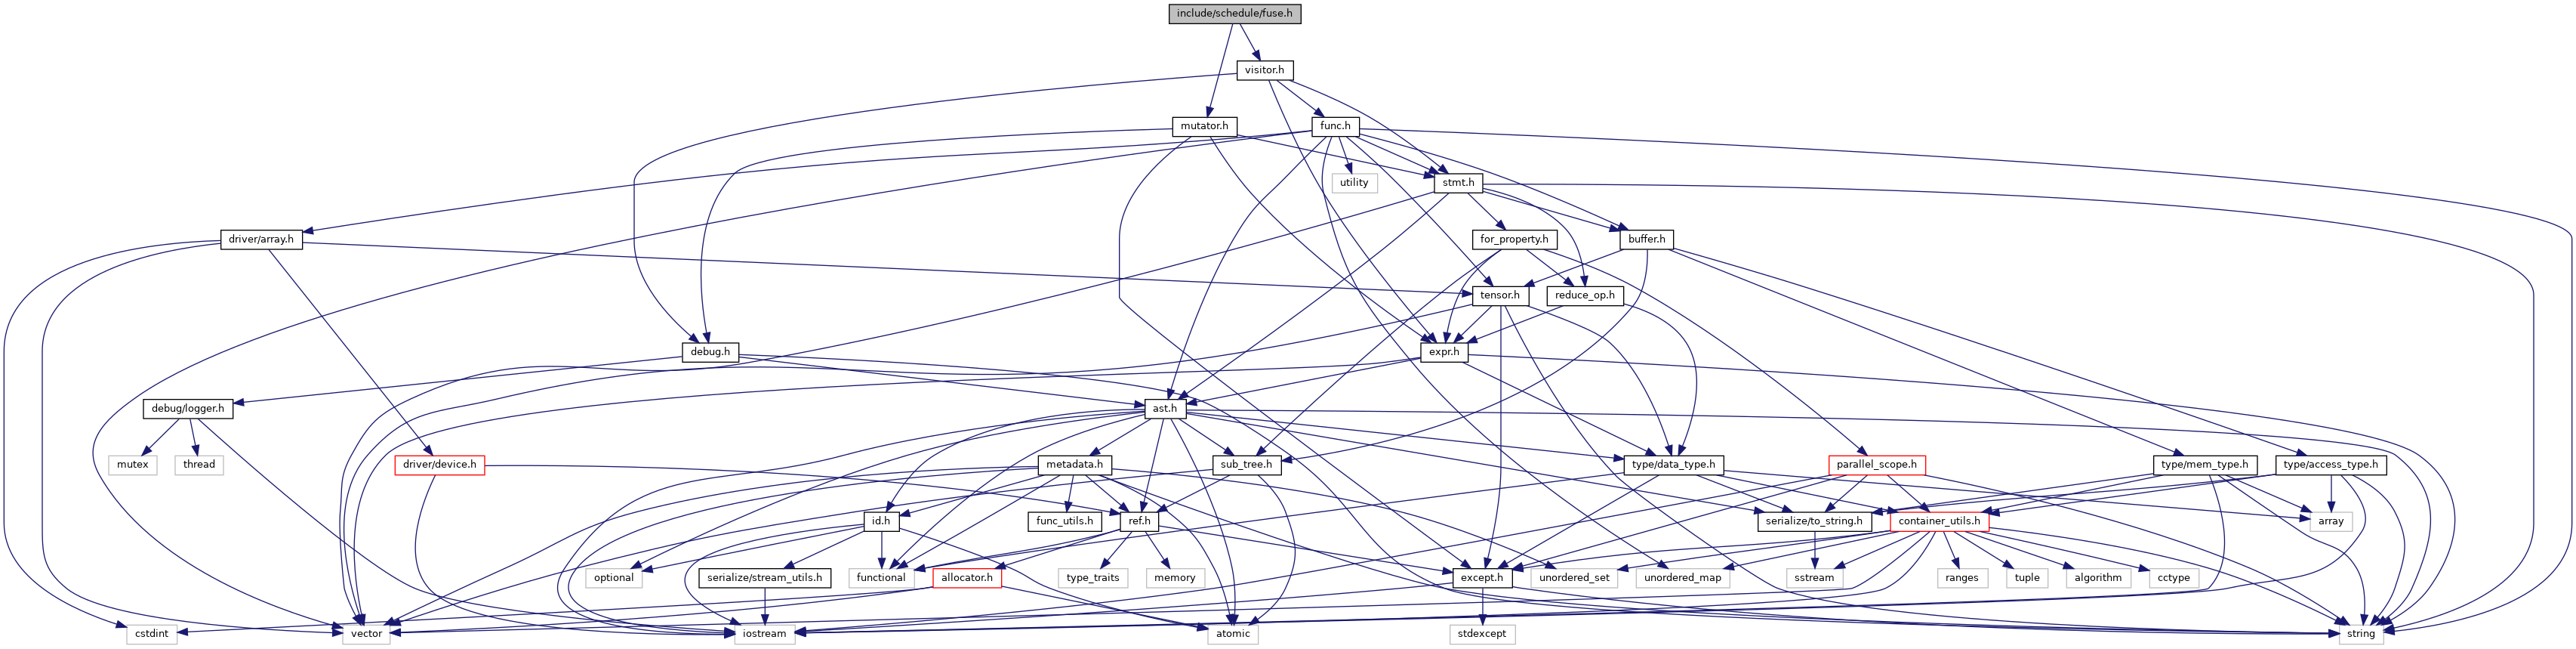 include/schedule/fuse.h
visitor.h
mutator.h
func.h
utility
stmt.h
driver/array.h
for_property.h
buffer.h
tensor.h
reduce_op.h
debug.h
expr.h
debug/logger.h
ast.h
mutex
thread
driver/device.h
metadata.h
sub_tree.h
type/data_type.h
parallel_scope.h
type/mem_type.h
type/access_type.h
id.h
func_utils.h
ref.h
serialize/to_string.h
container_utils.h
array
optional
serialize/stream_utils.h
functional
allocator.h
type_traits
memory
except.h
unordered_set
unordered_map
sstream
ranges
tuple
algorithm
cctype
cstdint
vector
iostream
atomic
stdexcept
string